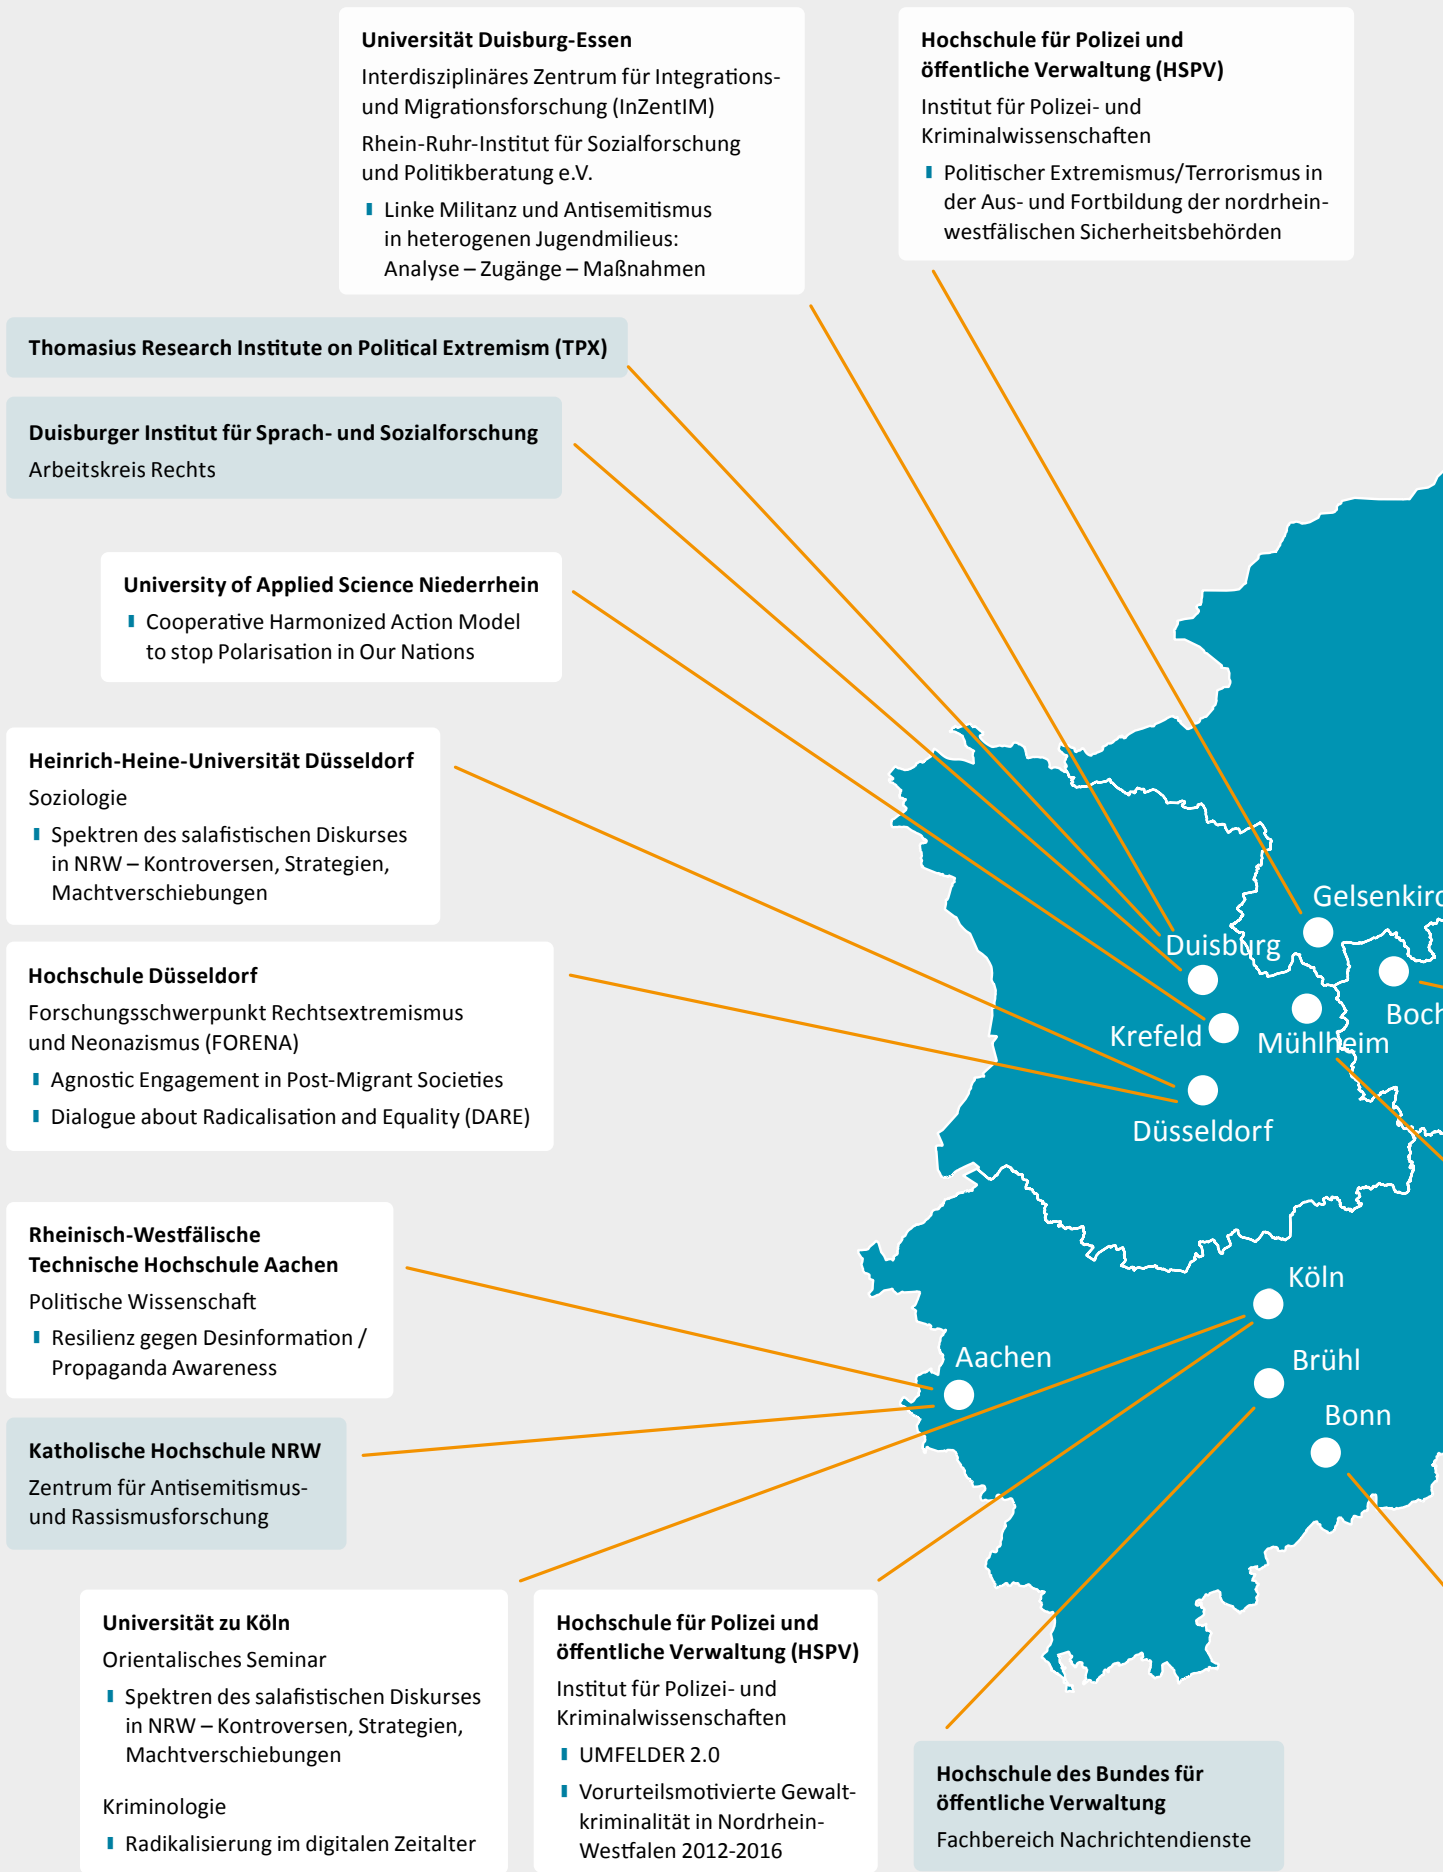 Universität Duisburg-Essen
Interdisziplinäres Zentrum für Integrations-
und Migrationsforschung (InZentIM)
Rhein-Ruhr-Institut für Sozialforschung
und Politikberatung e.V.
Linke Militanz und Antisemitismus
in heterogenen Jugendmilieus:
Analyse – Zugänge – Maßnahmen
Hochschule für Polizei und
öffentliche Verwaltung (HSPV)
Institut für Polizei- und
Kriminalwissenschaften
Politischer Extremismus/Terrorismus in
der Aus- und Fortbildung der nordrhein-
westfälischen Sicherheitsbehörden
Thomasius Research Institute on Political Extremism (TPX)
Duisburger Institut für Sprach- und Sozialforschung
Arbeitskreis Rechts
University of Applied Science Niederrhein
Cooperative Harmonized Action Model
to stop Polarisation in Our Nations
Heinrich-Heine-Universität Düsseldorf
Soziologie
Spektren des salafistischen Diskurses
in NRW – Kontroversen, Strategien,
Machtverschiebungen
Hochschule Düsseldorf
Forschungsschwerpunkt Rechtsextremismus
und Neonazismus (FORENA)
Agnostic Engagement in Post-Migrant Societies
Dialogue about Radicalisation and Equality (DARE)
Gelsenkirc
Duisburg
Boch
Krefeld
Mühlheim
Düsseldorf
Rheinisch-Westfälische
Technische Hochschule Aachen
Politische Wissenschaft
Resilienz gegen Desinformation /
Propaganda Awareness
Köln
Aachen
Brühl
Bonn
Katholische Hochschule NRW
Zentrum für Antisemitismus-
und Rassismusforschung
Universität zu Köln
Orientalisches Seminar
Spektren des salafistischen Diskurses
in NRW – Kontroversen, Strategien,
Machtverschiebungen
Kriminologie
Radikalisierung im digitalen Zeitalter
Hochschule für Polizei und
öffentliche Verwaltung (HSPV)
Institut für Polizei- und
Kriminalwissenschaften
UMFELDER 2.0
Vorurteilsmotivierte Gewalt-
kriminalität in Nordrhein-
Westfalen 2012-2016
Hochschule des Bundes für
öffentliche Verwaltung
Fachbereich Nachrichtendienste